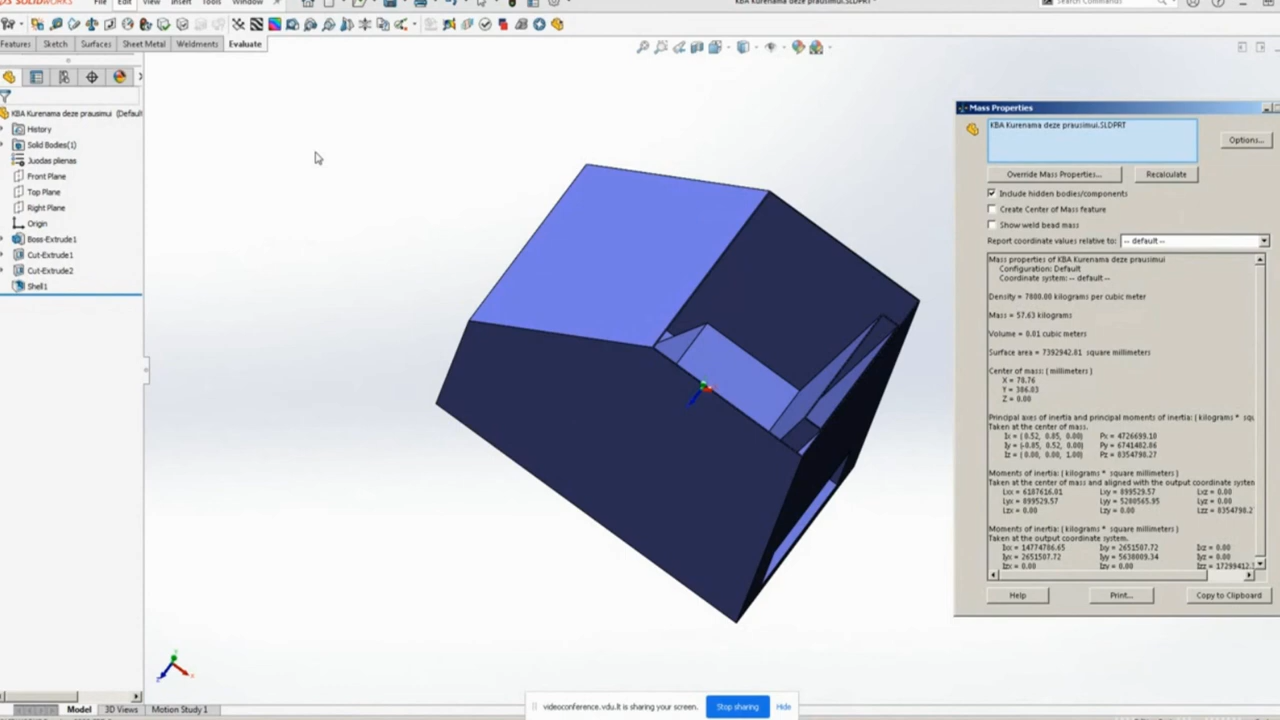 SOLIDWORKS
File Edit View Insert Tools Window
KBA Kurenama deze prausimui.SLDPRT *
Search Commands
Features Sketch Surfaces Sheet Metal Weldments Evaluate
KBA Kurenama deze prausimui (Default
History
Solid Bodies(1)
Juodas plienas
Front Plane
Top Plane
Right Plane
Origin
Boss-Extrude1
Cut-Extrude1
Cut-Extrude2
Shell1
Mass Properties
KBA Kurenama deze prausimui.SLDPRT
Options...
Override Mass Properties... Recalculate
Include hidden bodies/components
Create Center of Mass feature
Show weld bead mass
Report coordinate values relative to: -- default --
Mass properties of KBA Kurenama deze prausimui
Configuration: Default
Coordinate system: -- default --
Density = 7800.00 kilograms per cubic meter
Mass = 57.63 kilograms
Volume = 0.01 cubic meters
Surface area = 7392942.81 square millimeters
Center of mass: ( millimeters )
X = 78.76
Y = 386.03
Z = 0.00
Principal axes of inertia and principal moments of inertia: ( kilograms * squ
Taken at the center of mass.
Ix = ( 0.52, 0.85, 0.00) Px = 4726699.10
Iy = (-0.85, 0.52, 0.00) Py = 6741482.86
Iz = ( 0.00, 0.00, 1.00) Pz = 8354798.27
Moments of inertia: ( kilograms * square millimeters )
Taken at the center of mass and aligned with the output coordinate system
Lxx = 6187616.01 Lxy = 899529.57 Lxz = 0.00
Lyx = 899529.57 Lyy = 5280565.95 Lyz = 0.00
Lzx = 0.00 Lzy = 0.00 Lzz = 8354798.2
Moments of inertia: ( kilograms * square millimeters )
Taken at the output coordinate system.
Ixx = 14774786.65 Ixy = 2651507.72 Ixz = 0.00
Iyx = 2651507.72 Iyy = 5638009.34 Iyz = 0.00
Izx = 0.00 Izy = 0.00 Izz = 17299412.
Help Print... Copy to Clipboard
Y
X
Z
videoconference.vdu.lt is sharing your screen. Stop sharing Hide
Model 3D Views Motion Study 1